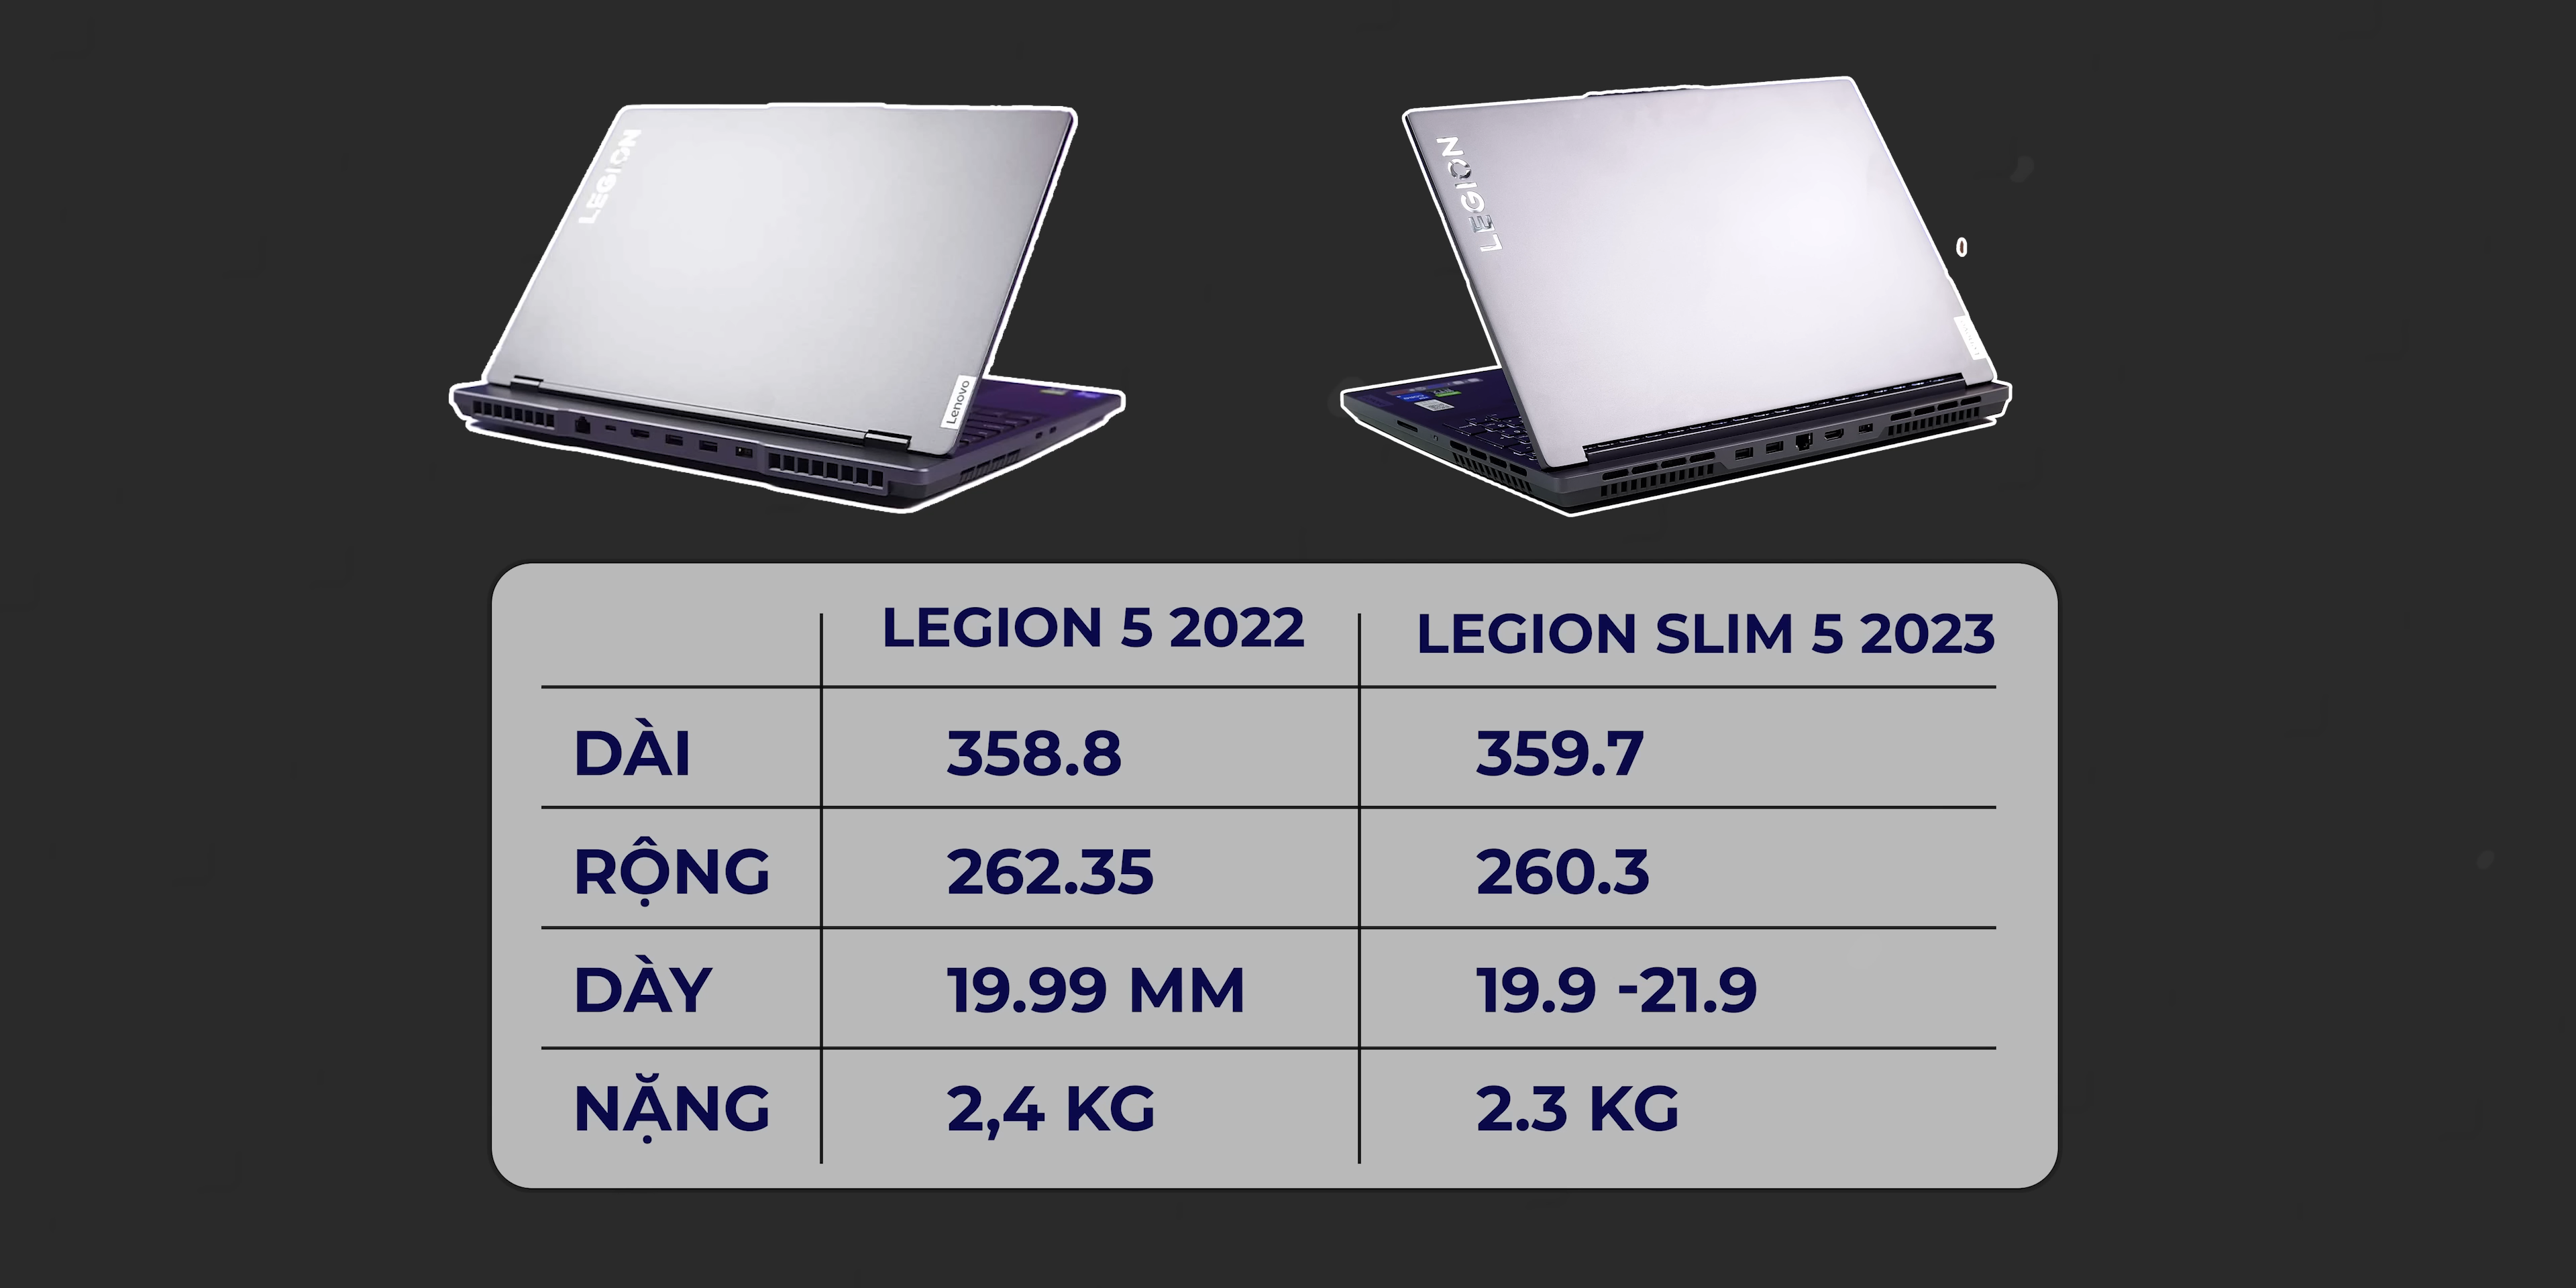 LEGION
Lenovo
LEGION
LEGION 5 2022
LEGION SLIM 5 2023
DÀI
358.8
359.7
RỘNG
262.35
260.3
DÀY
19.99 MM
19.9 -21.9
NẶNG
2,4 KG
2.3 KG